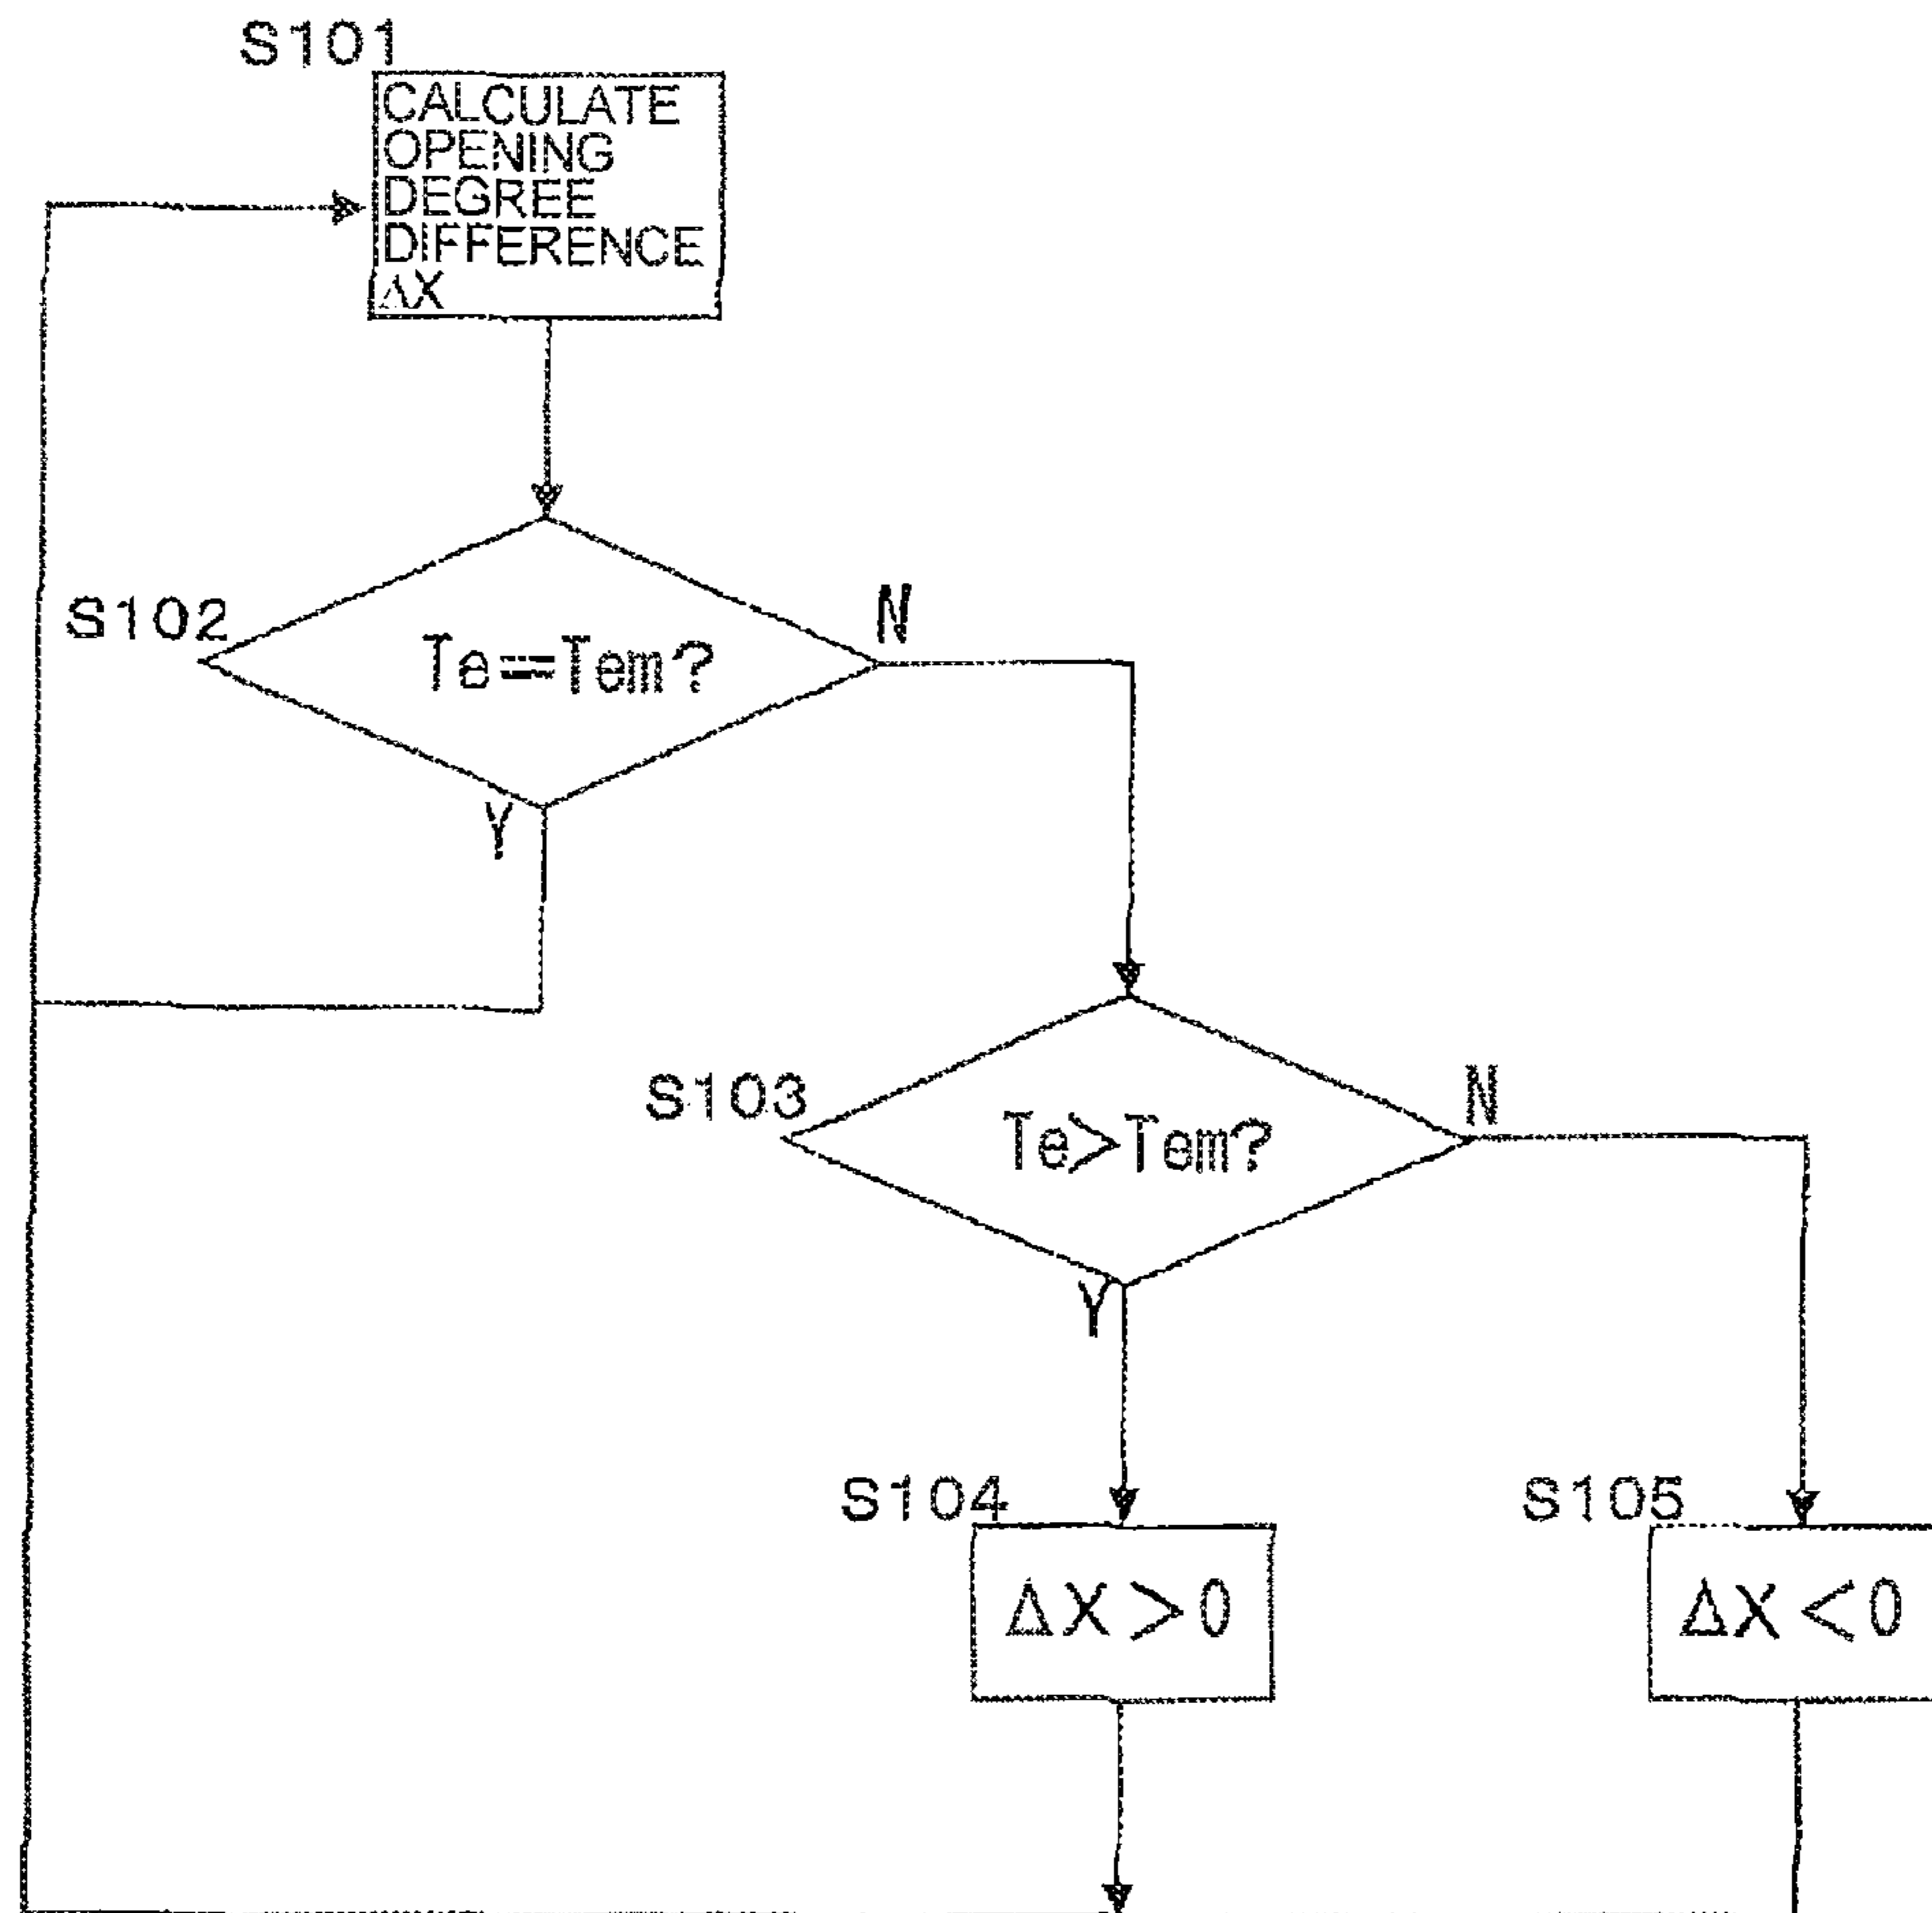 S101
CALCULATE
OPENING
DEGREE
DIFFERENCE
ΔX
S102
Te==Tem?
N
Y
S103
Te>Tem?
N
Y
S104
ΔX>0
S105
ΔX<0